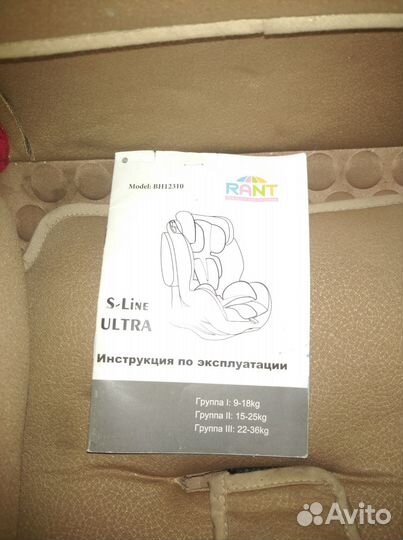 Model: BH12310
RANT
S-LINE
ULTRA
Инструкция по эксплуатации
Группа I: 9-18kg
Группа II: 15-25kg
Группа III: 22-36kg
Avito